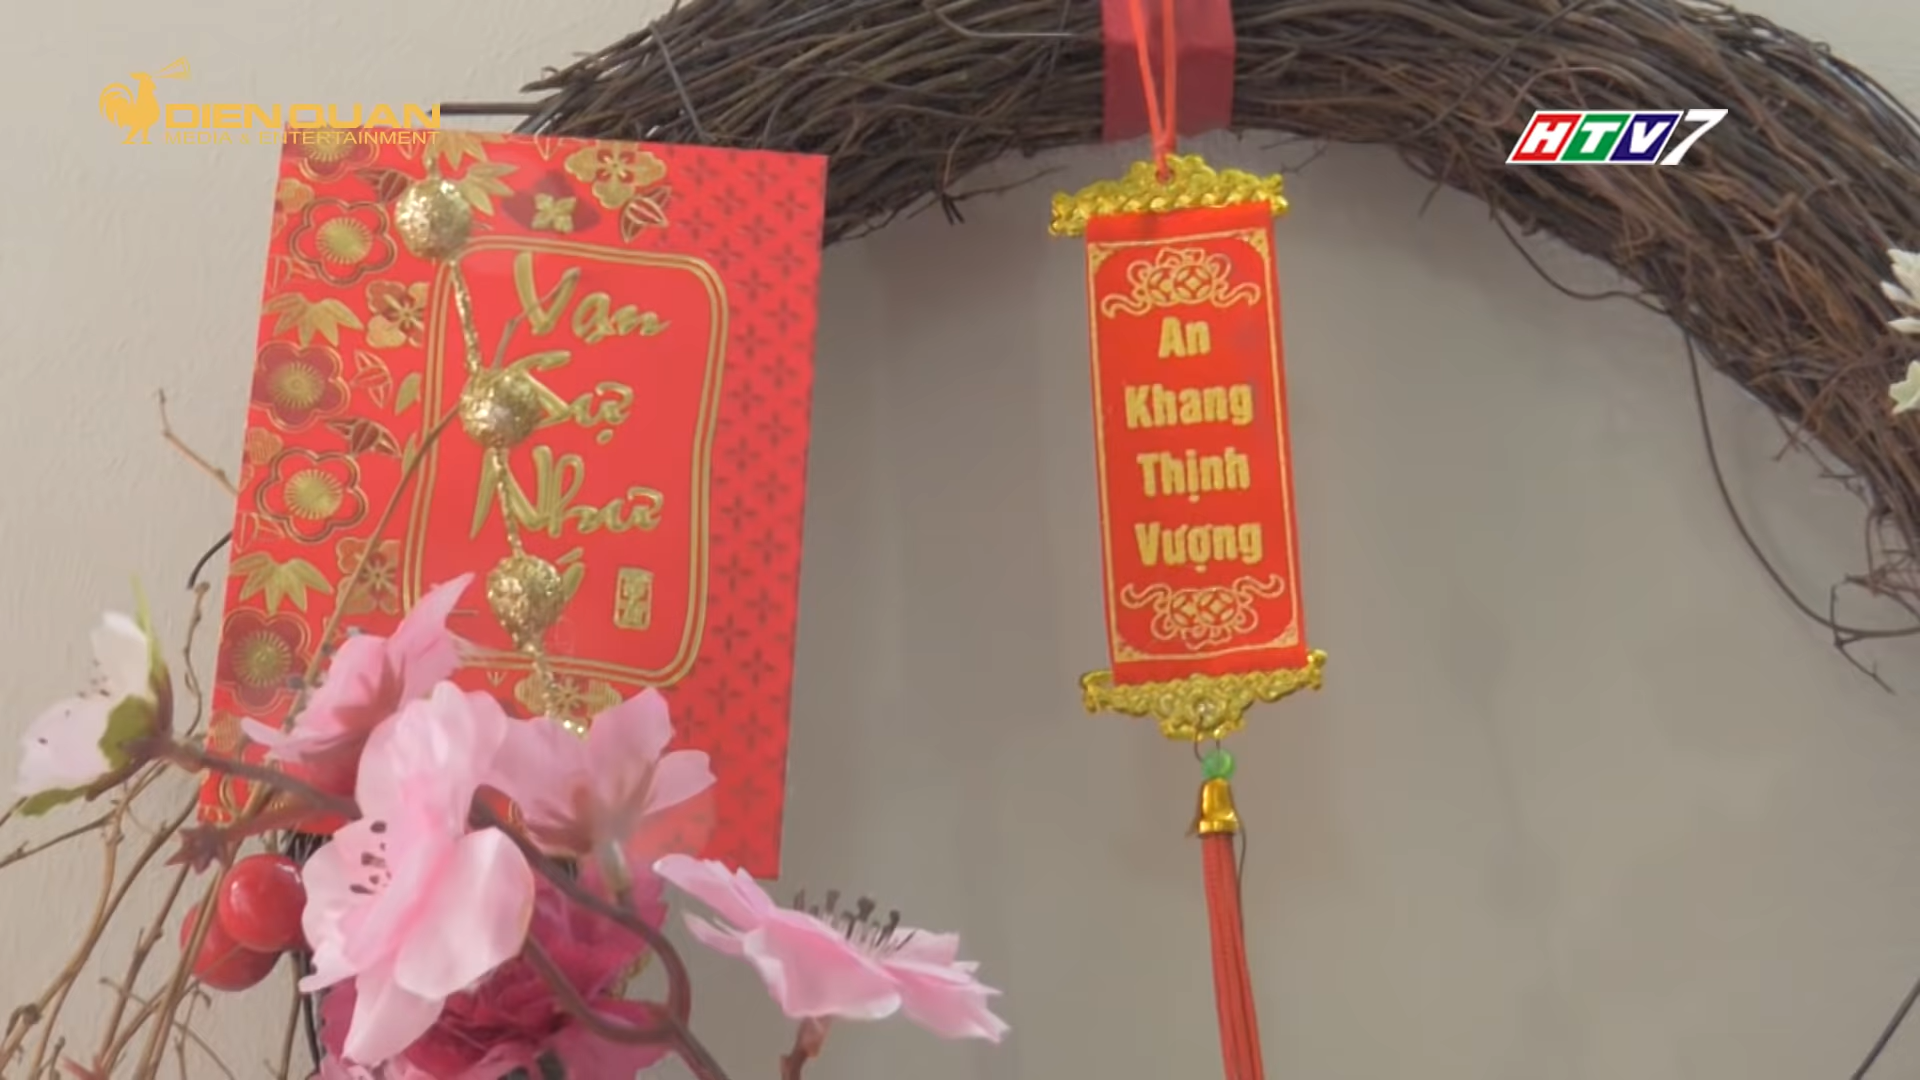 DIEN QUAN
MEDIA & ENTERTAINMENT
HTV7
Vạn
Sự
Như
An
Khang
Thịnh
Vượng